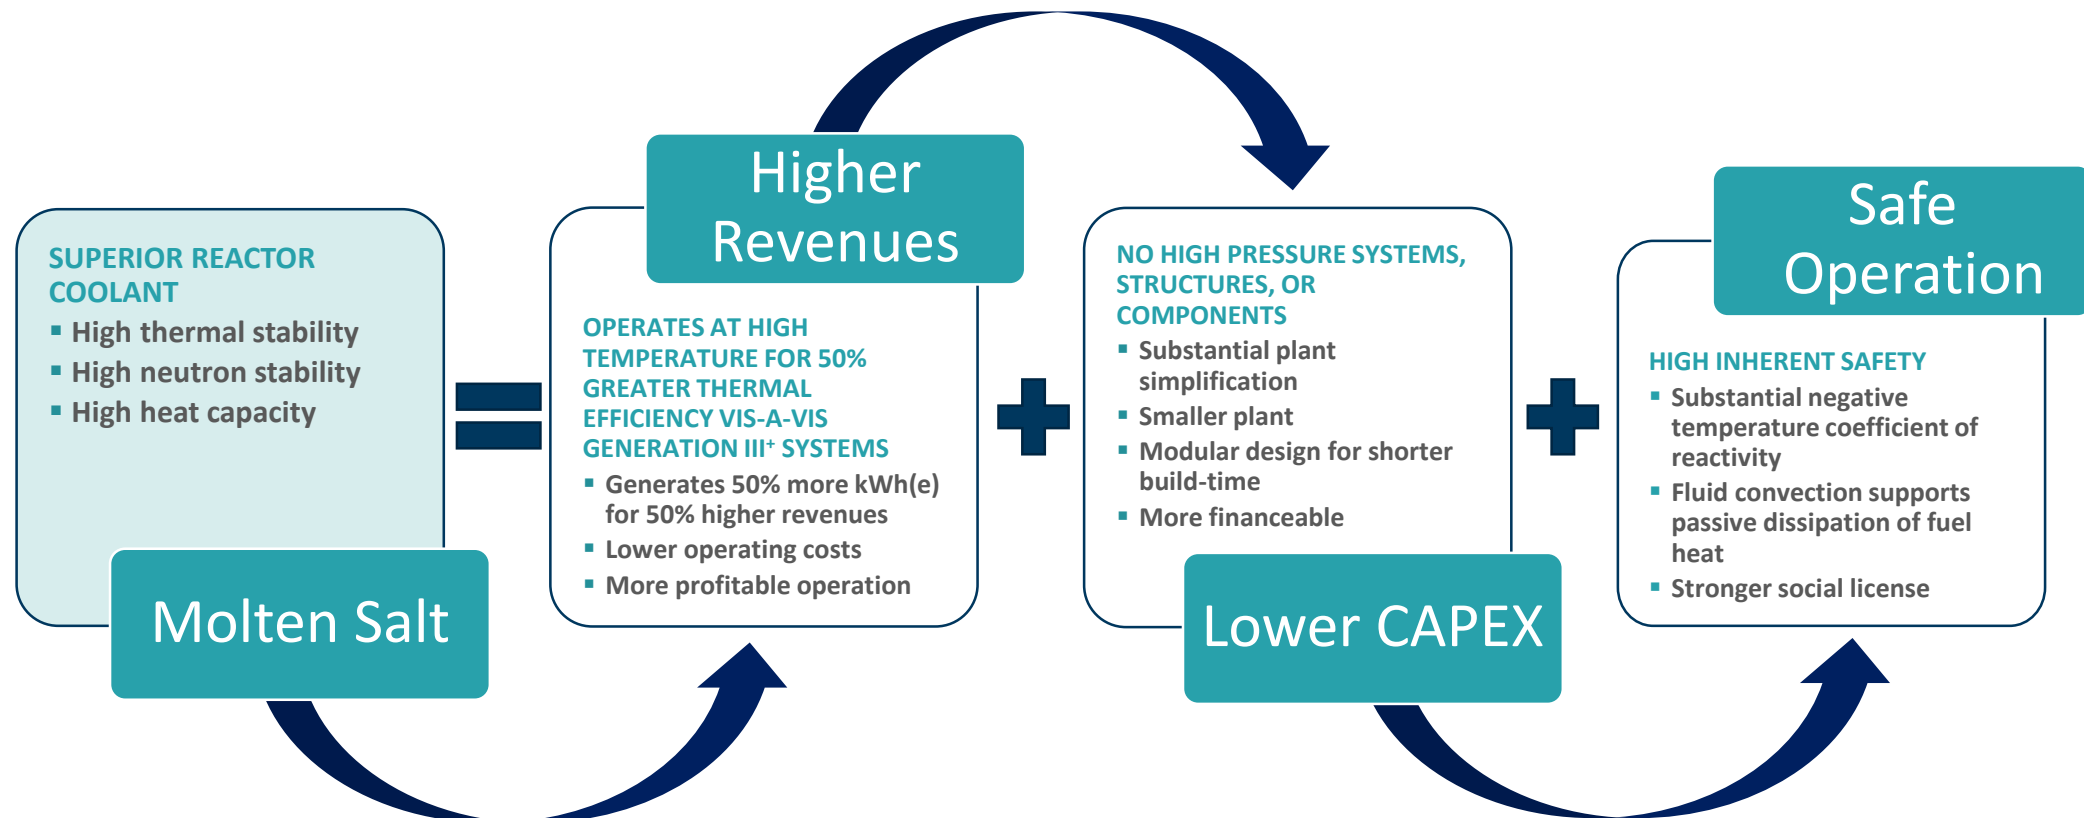 SUPERIOR REACTOR
COOLANT
▪ High thermal stability
▪ High neutron stability
▪ High heat capacity
Molten Salt
Higher
Revenues
OPERATES AT HIGH
TEMPERATURE FOR 50%
GREATER THERMAL
EFFICIENCY VIS-A-VIS
GENERATION III⁺ SYSTEMS
▪ Generates 50% more kWh(e)
for 50% higher revenues
▪ Lower operating costs
▪ More profitable operation
NO HIGH PRESSURE SYSTEMS,
STRUCTURES, OR
COMPONENTS
▪ Substantial plant
simplification
▪ Smaller plant
▪ Modular design for shorter
build-time
▪ More financeable
Lower CAPEX
Safe
Operation
HIGH INHERENT SAFETY
▪ Substantial negative
temperature coefficient of
reactivity
▪ Fluid convection supports
passive dissipation of fuel
heat
▪ Stronger social license